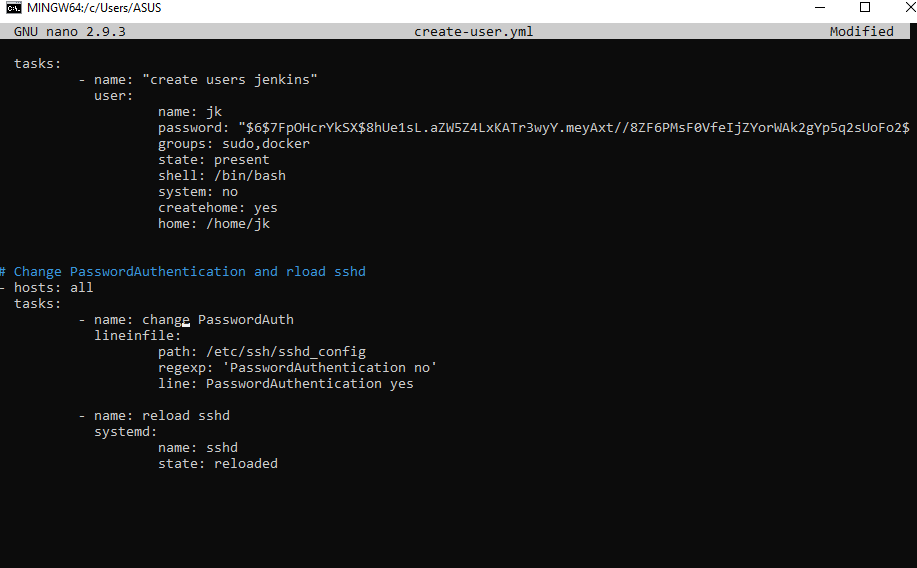 MINGW64:/c/Users/ASUS
GNU nano 2.9.3 create-user.yml Modified
tasks:
- name: "create users jenkins"
user:
name: jk
password: "$6$7FpOHcrYkSX$8hUe1sL.aZW5Z4LxKATr3wyY.meyAxt//8ZF6PMsF0VfeIjZYorWAk2gYp5q2sUoFo2$
groups: sudo,docker
state: present
shell: /bin/bash
system: no
createhome: yes
home: /home/jk
# Change PasswordAuthentication and rload sshd
- hosts: all
tasks:
- name: change PasswordAuth
lineinfile:
path: /etc/ssh/sshd_config
regexp: 'PasswordAuthentication no'
line: PasswordAuthentication yes
- name: reload sshd
systemd:
name: sshd
state: reloaded